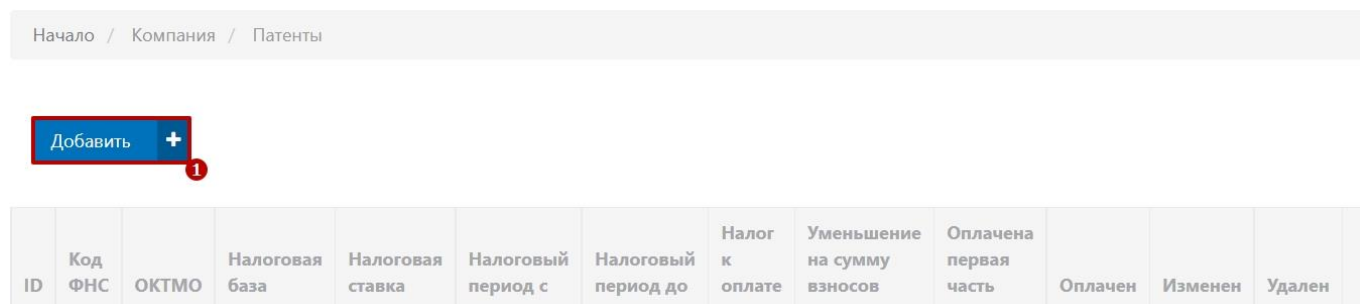 Начало / Компания / Патенты
Добавить +
1
ID
Код ФНС
ОКТМО
Налоговая база
Налоговая ставка
Налоговый период с
Налоговый период до
Налог к оплате
Уменьшение на сумму взносов
Оплачена первая часть
Оплачен
Изменен
Удален